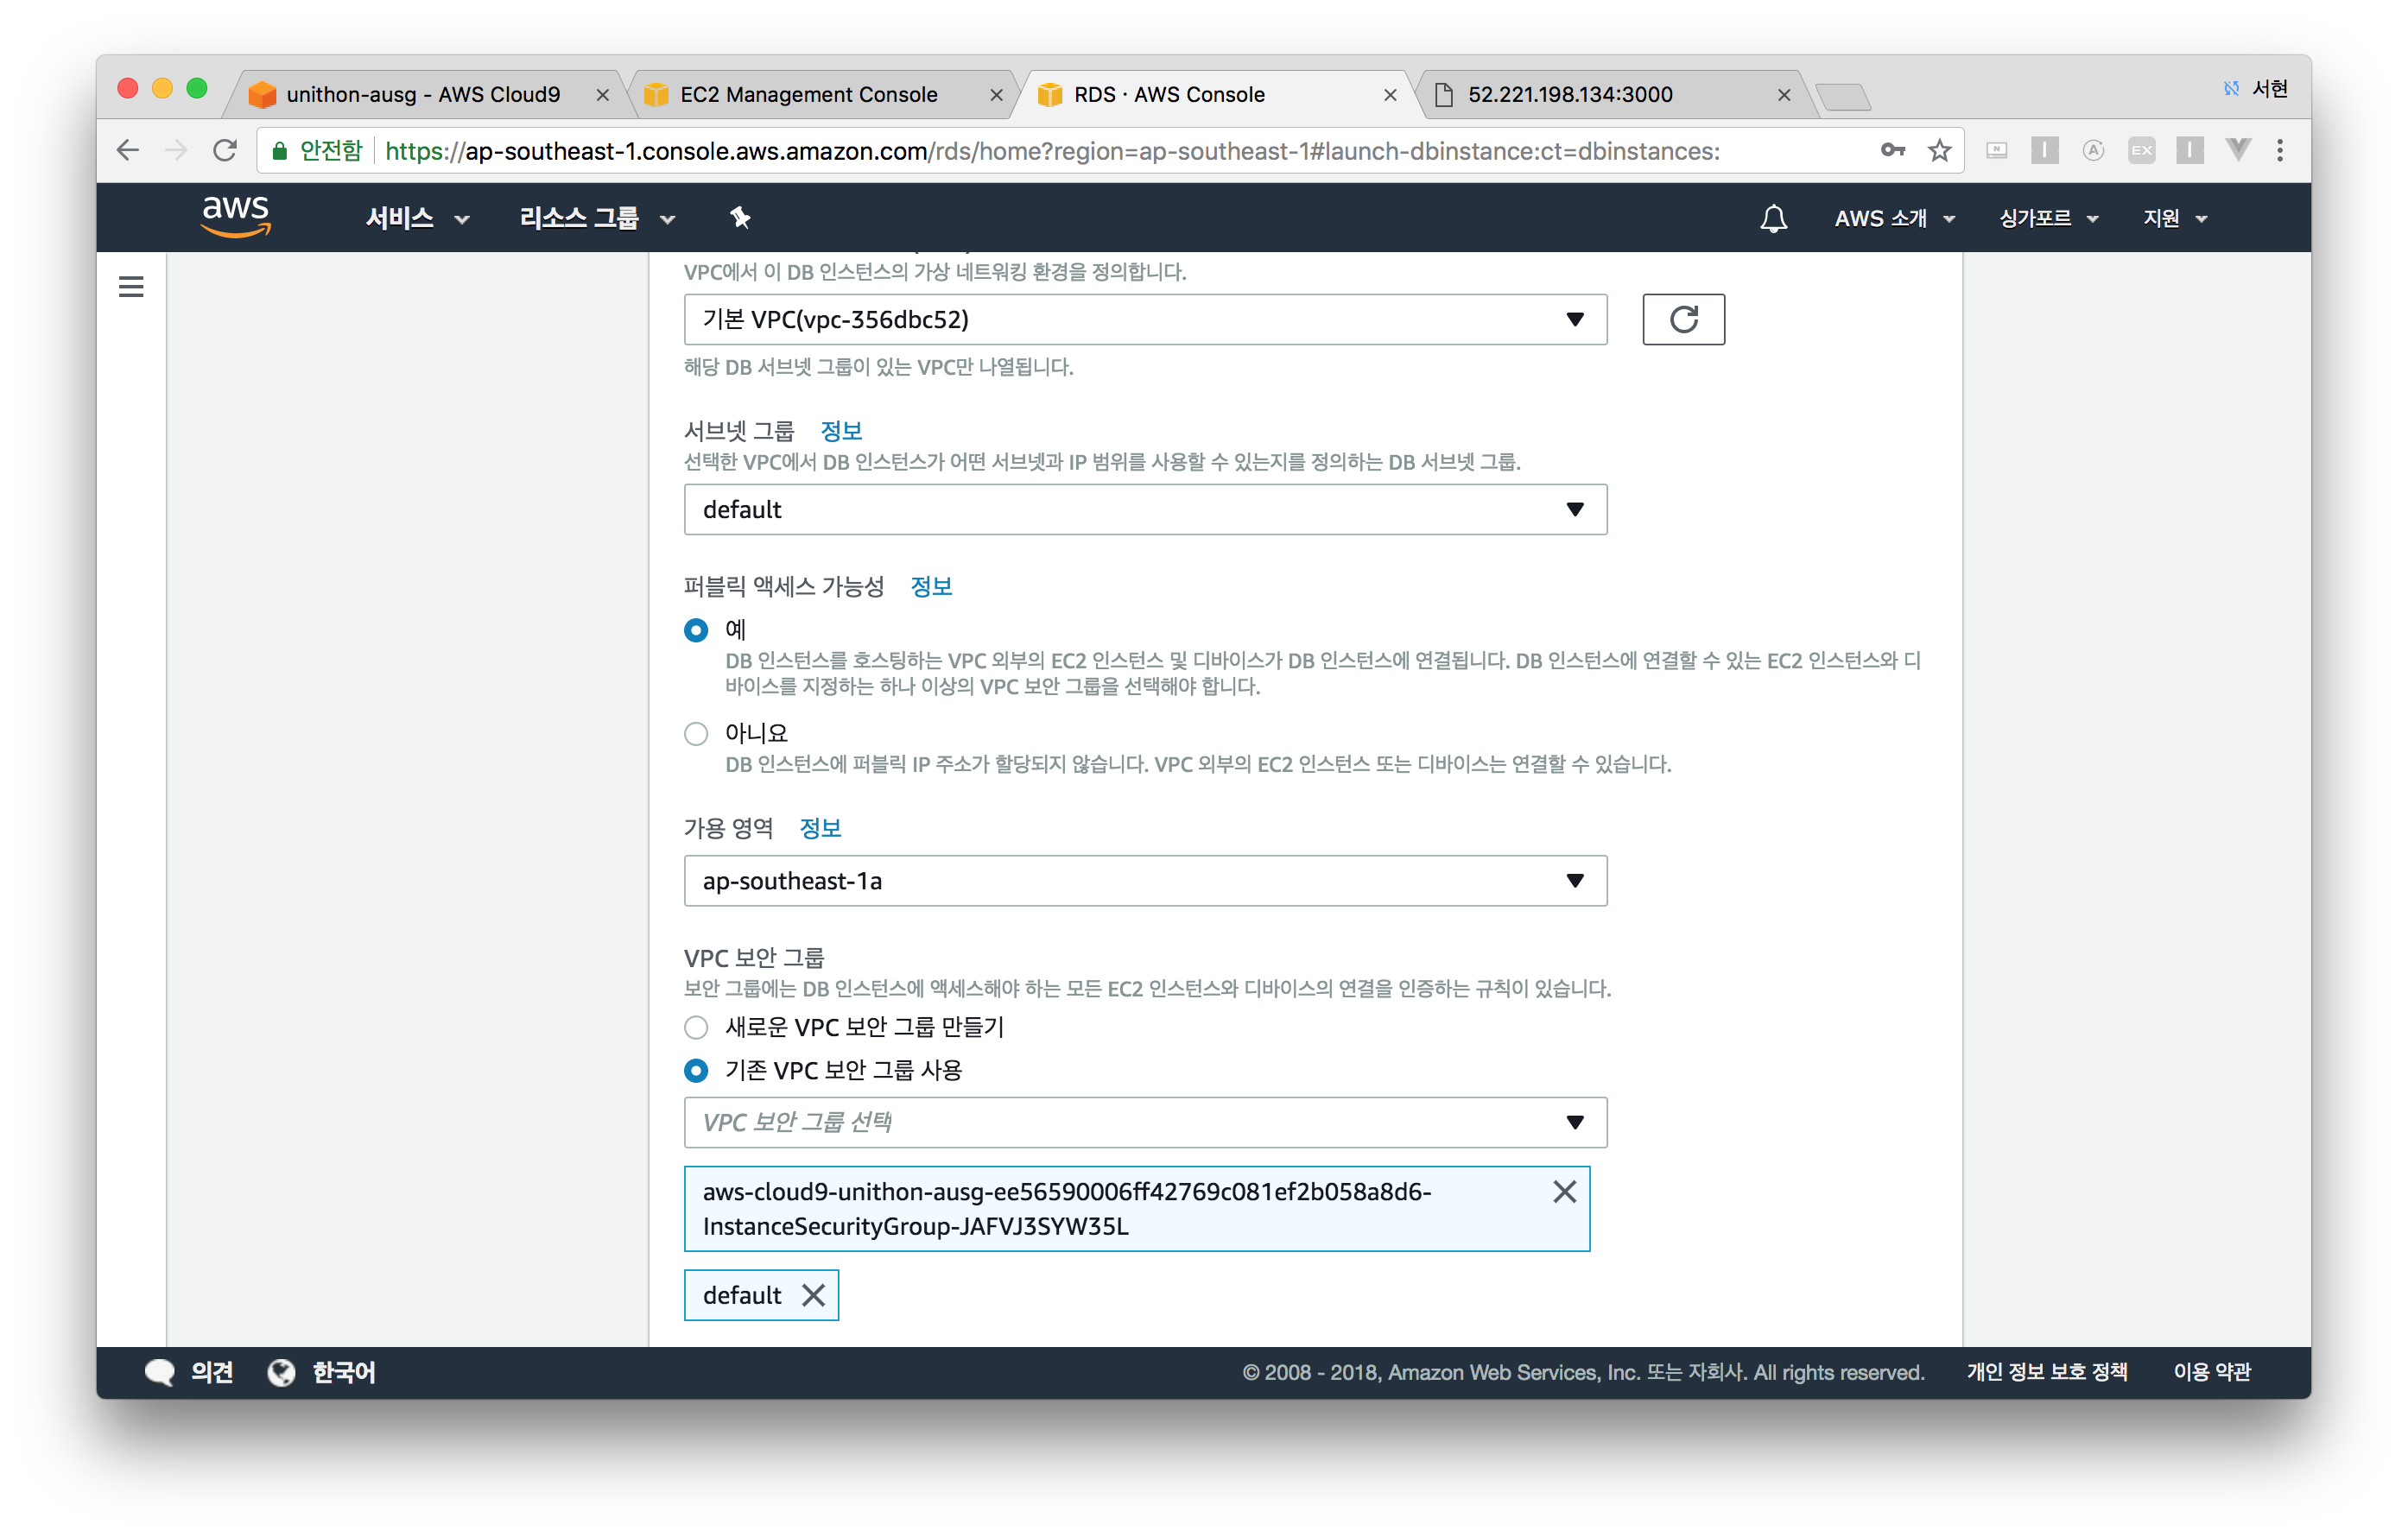 unithon-ausg - AWS Cloud9
EC2 Management Console
RDS · AWS Console
52.221.198.134:3000
서현
안전함
https://ap-southeast-1.console.aws.amazon.com/rds/home?region=ap-southeast-1#launch-dbinstance:ct=dbinstances:
aws
서비스
리소스 그룹
AWS 소개
싱가포르
지원
VPC에서 이 DB 인스턴스의 가상 네트워킹 환경을 정의합니다.
기본 VPC(vpc-356dbc52)
해당 DB 서브넷 그룹이 있는 VPC만 나열됩니다.
서브넷 그룹 정보
선택한 VPC에서 DB 인스턴스가 어떤 서브넷과 IP 범위를 사용할 수 있는지를 정의하는 DB 서브넷 그룹.
default
퍼블릭 액세스 가능성 정보
예
DB 인스턴스를 호스팅하는 VPC 외부의 EC2 인스턴스 및 디바이스가 DB 인스턴스에 연결됩니다. DB 인스턴스에 연결할 수 있는 EC2 인스턴스와 디
바이스를 지정하는 하나 이상의 VPC 보안 그룹을 선택해야 합니다.
아니요
DB 인스턴스에 퍼블릭 IP 주소가 할당되지 않습니다. VPC 외부의 EC2 인스턴스 또는 디바이스는 연결할 수 있습니다.
가용 영역 정보
ap-southeast-1a
VPC 보안 그룹
보안 그룹에는 DB 인스턴스에 액세스해야 하는 모든 EC2 인스턴스와 디바이스의 연결을 인증하는 규칙이 있습니다.
새로운 VPC 보안 그룹 만들기
기존 VPC 보안 그룹 사용
VPC 보안 그룹 선택
aws-cloud9-unithon-ausg-ee56590006ff42769c081ef2b058a8d6-
InstanceSecurityGroup-JAFVJ3SYW35L
default
의견
한국어
© 2008 - 2018, Amazon Web Services, Inc. 또는 자회사. All rights reserved.
개인 정보 보호 정책
이용 약관